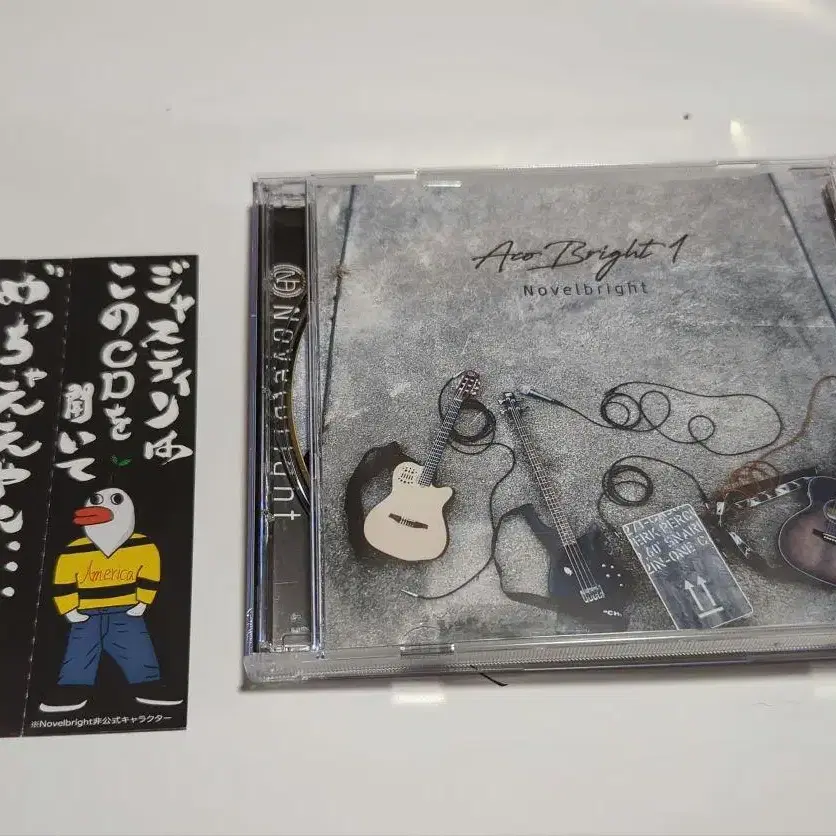 ジャスティンは
このCDを
聞いて
めっちゃええやん...
America
※Novelbright非公式キャラクター
Novelbright
Aco Bright 1
Novelbright